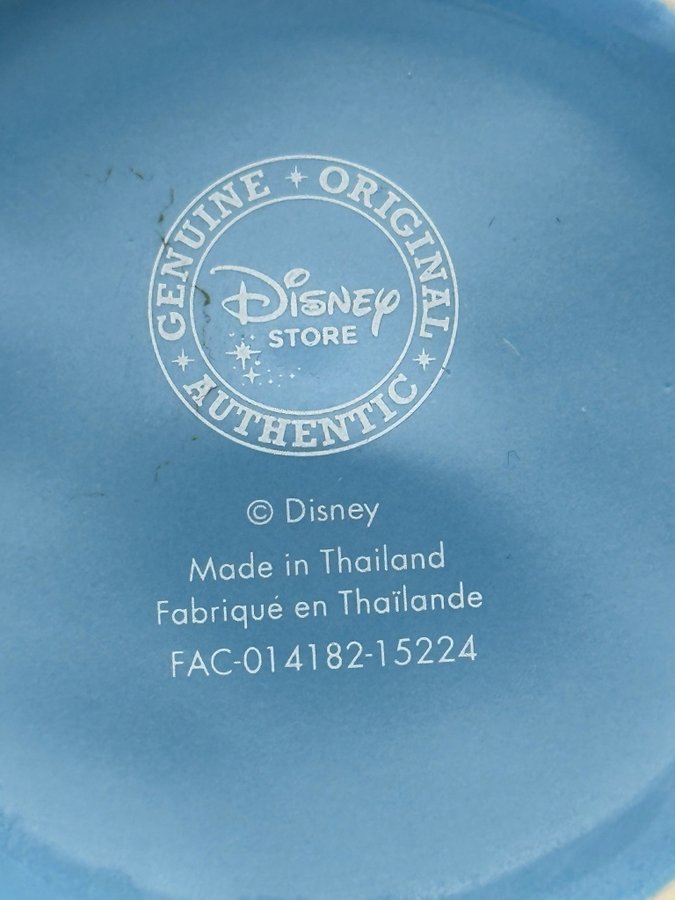 GENUINE ORIGINAL AUTHENTIC
Disney
STORE
© Disney
Made in Thailand
Fabriqué en Thaïlande
FAC-014182-15224